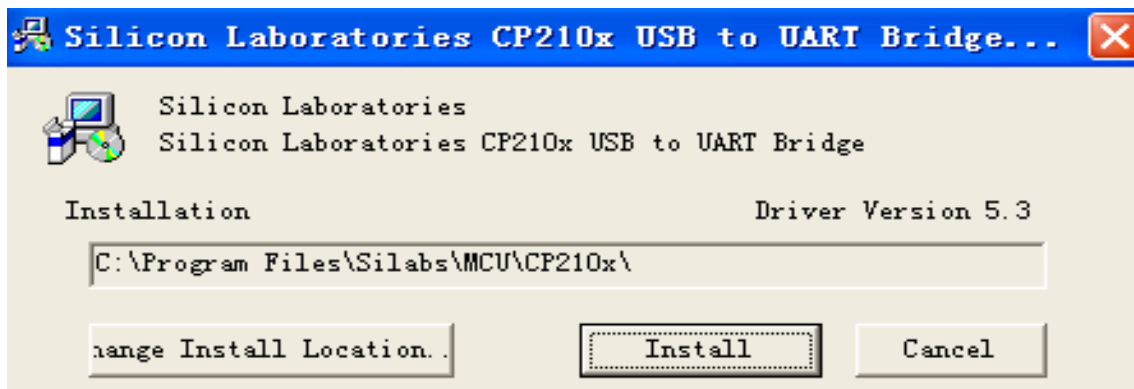 Silicon Laboratories CP210x USB to UART Bridge...
Silicon Laboratories
Silicon Laboratories CP210x USB to UART Bridge
Installation
Driver Version 5.3
C:\Program Files\Silabs\MCU\CP210x\
hange Install Location..
Install
Cancel